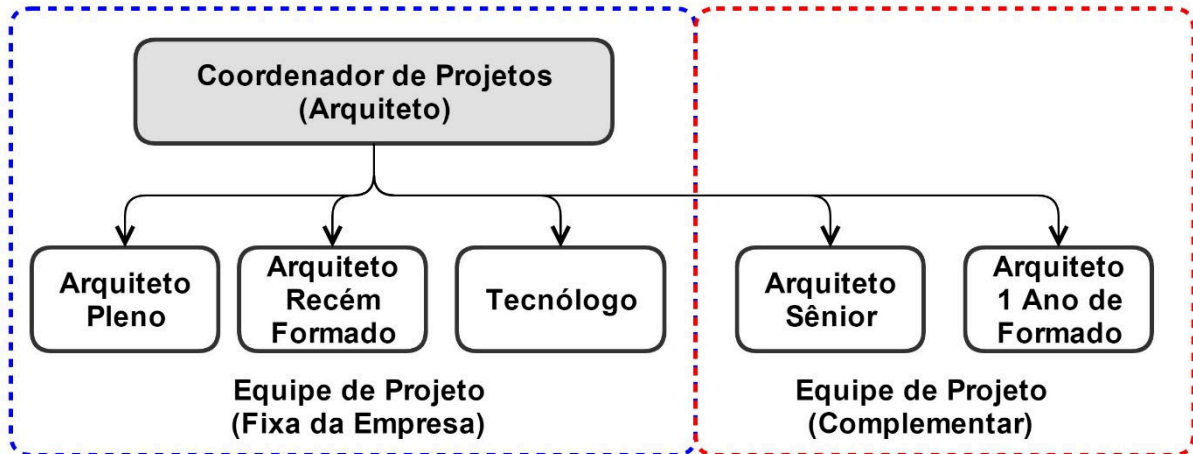 Coordenador de Projetos
(Arquiteto)
Arquiteto
Pleno
Arquiteto
Recém
Formado
Tecnólogo
Arquiteto
Sênior
Arquiteto
1 Ano de
Formado
Equipe de Projeto
(Fixa da Empresa)
Equipe de Projeto
(Complementar)